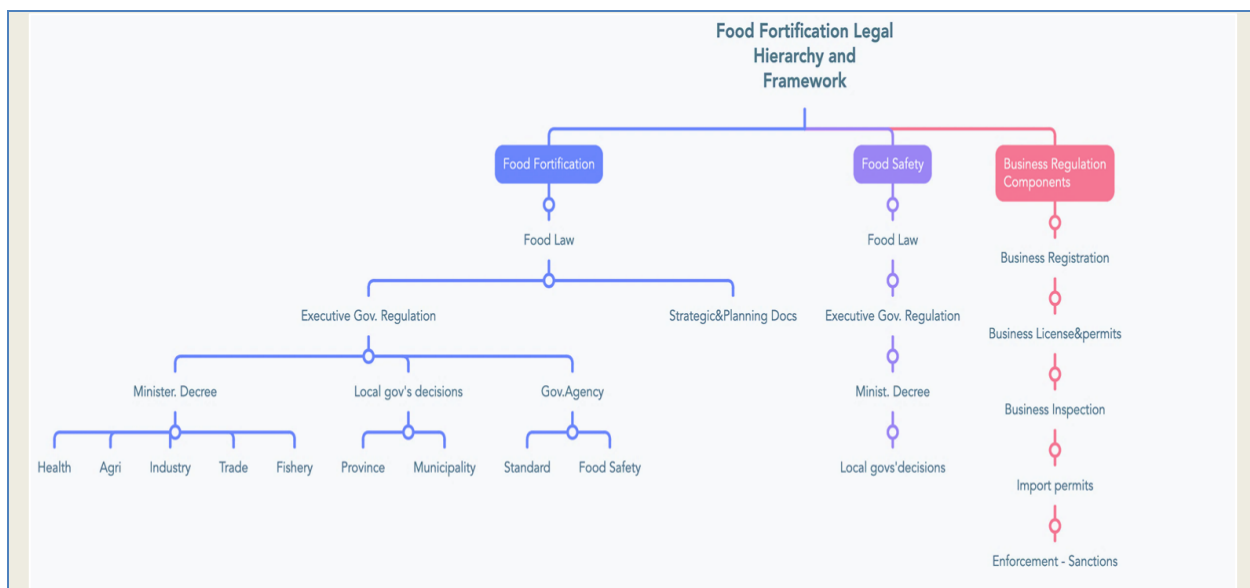 Food Fortification Legal
Hierarchy and
Framework
Food Fortification
Food Safety
Business Regulation
Components
Food Law
Food Law
Business Registration
Executive Gov. Regulation
Strategic&Planning Docs
Executive Gov. Regulation
Business License&permits
Minister. Decree
Local gov's decisions
Gov.Agency
Minist. Decree
Business Inspection
Health
Agri
Industry
Trade
Fishery
Province
Municipality
Standard
Food Safety
Local govs'decisions
Import permits
Enforcement - Sanctions